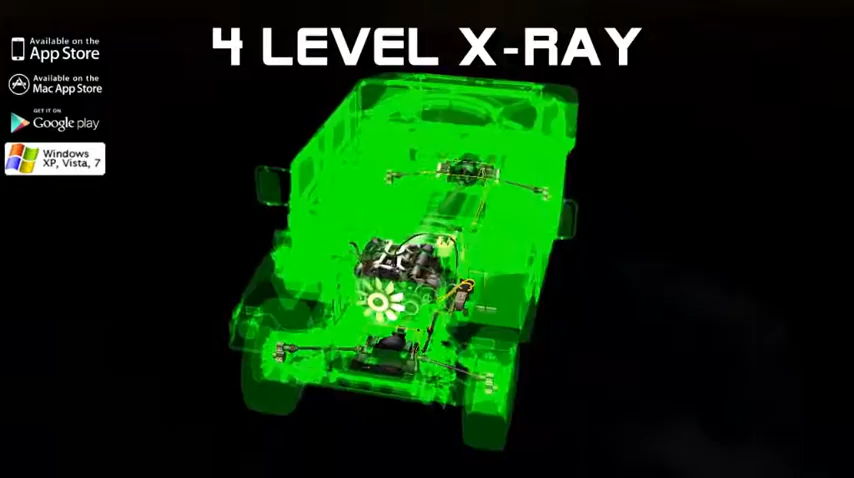 4 LEVEL X-RAY
Available on the
App Store
Available on the
Mac App Store
GET IT ON
Google play
Windows
XP, Vista, 7